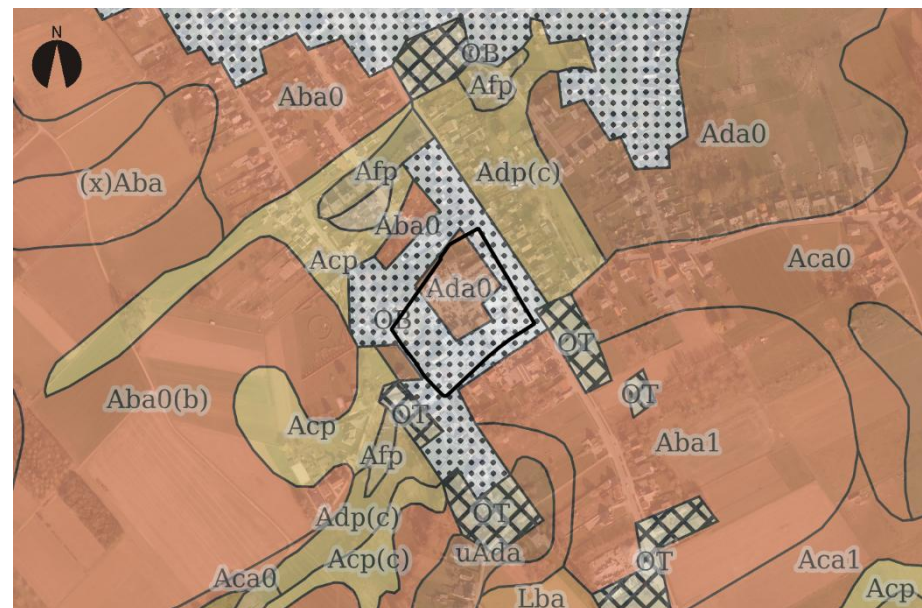 N
OB
Afp
Aba0
Ada0
(x)Aba
Afp
Adp(c)
Aba0
Acp
Aca0
Ada0
OB
OT
Aba0(b)
OT
OT
Acp
Aba1
Afp
Adp(c)
OT
uAda
Acp(c)
OT
Aca1
Aca0
Lba
Acp